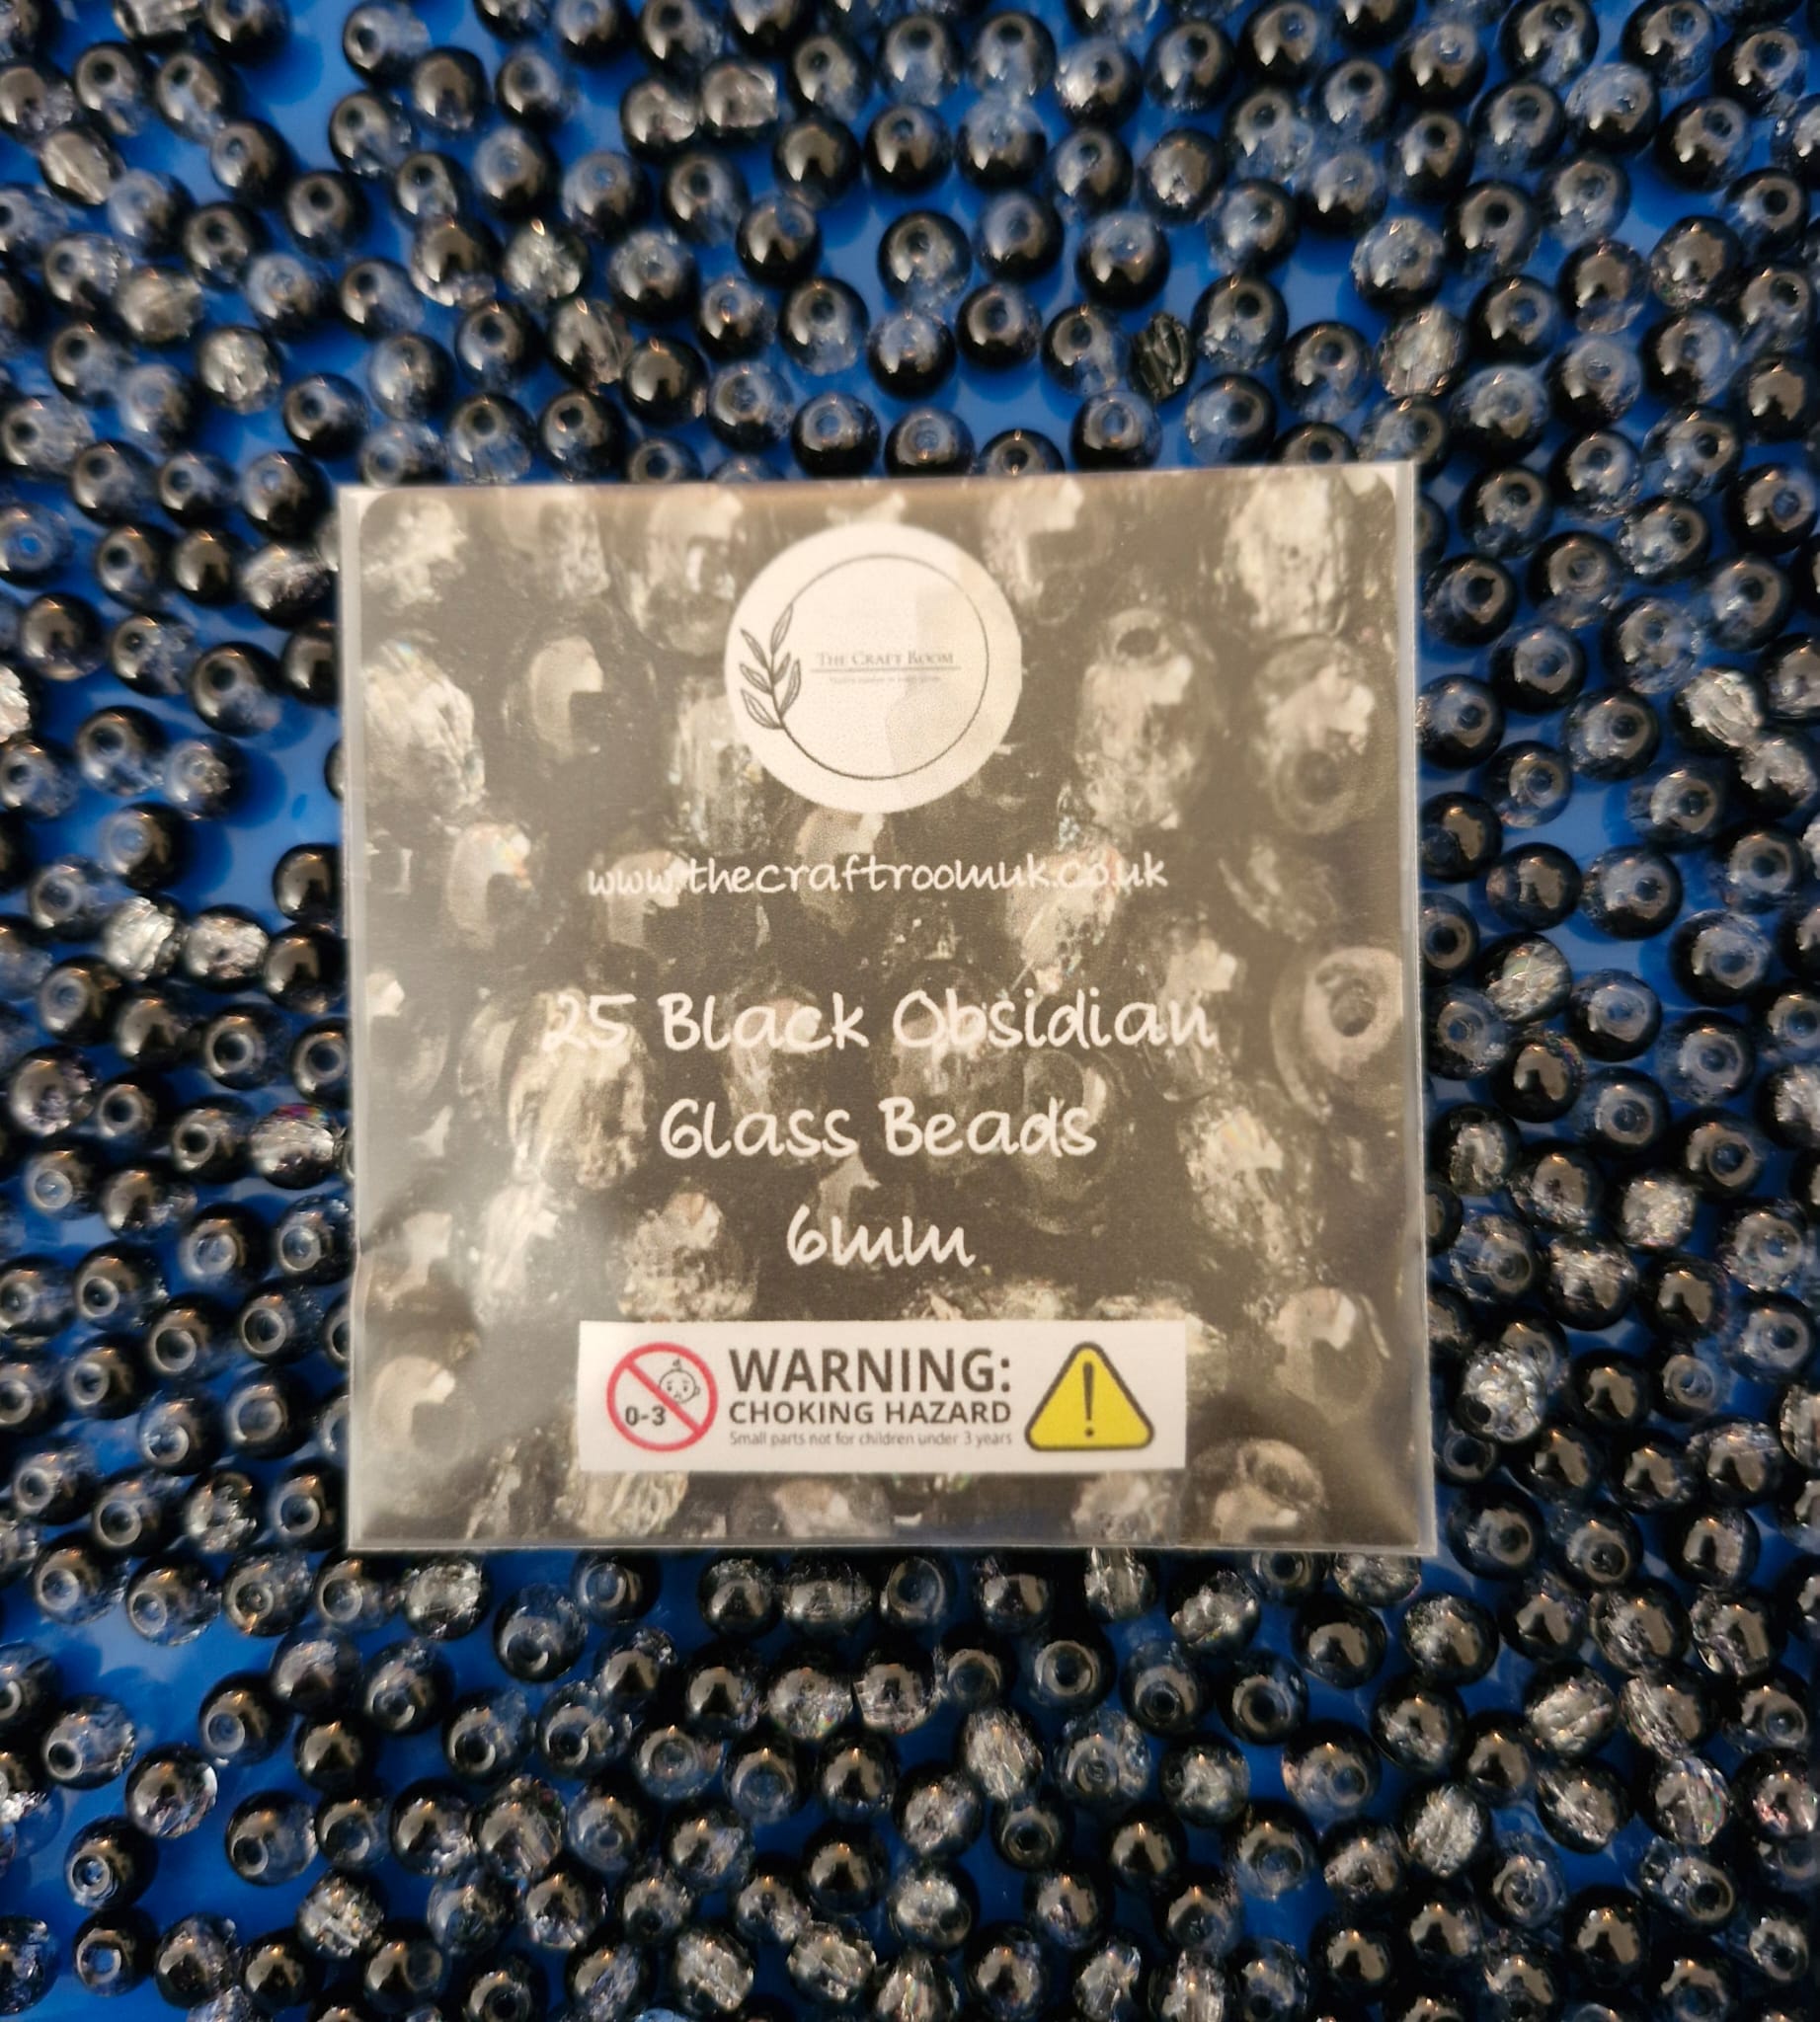 The Craft Room
www.thecraftroomuk.co.uk
25 Black Obsidian
Glass Beads
6mm
0-3
WARNING:
CHOKING HAZARD
Small parts not for children under 3 years